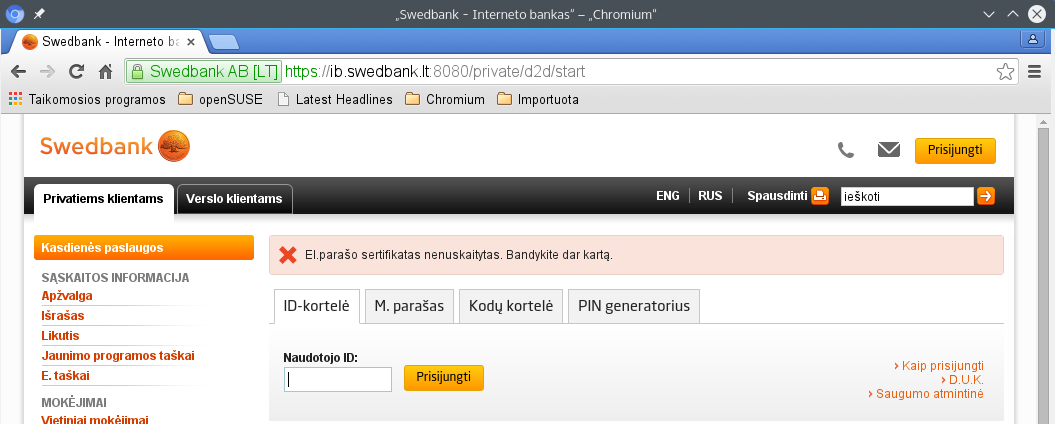 „Swedbank - Interneto bankas“ – „Chromium“
Swedbank - Interneto ba
Swedbank AB [LT] https://ib.swedbank.lt:8080/private/d2d/start
Taikomosios programos openSUSE Latest Headlines Chromium Importuota
Swedbank
Prisijungti
Privatiems klientams Verslo klientams ENG RUS Spausdinti ieškoti
Kasdienės paslaugos
SĄSKAITOS INFORMACIJA
Apžvalga
Išrašas
Likutis
Jaunimo programos taškai
E. taškai
MOKĖJIMAI
Vietiniai mokėjimai
El.parašo sertifikatas nenuskaitytas. Bandykite dar kartą.
ID-kortelė M. parašas Kodų kortelė PIN generatorius
Naudotojo ID:
Prisijungti
Kaip prisijungti
D.U.K.
Saugumo atmintinė